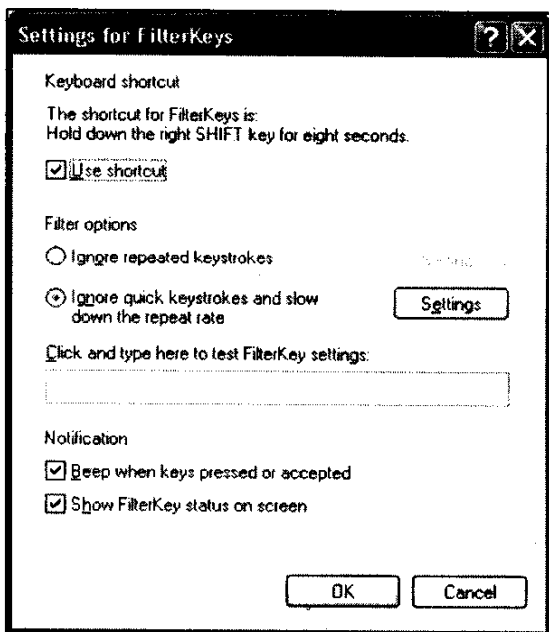 Settings for FilterKeys
Keyboard shortcut
The shortcut for FilterKeys is:
Hold down the right SHIFT key for eight seconds.
Use shortcut
Filter options
Ignore repeated keystrokes
Ignore quick keystrokes and slow
down the repeat rate
Settings
Click and type here to test FilterKey settings:
Notification
Beep when keys pressed or accepted
Show FilterKey status on screen
OK
Cancel